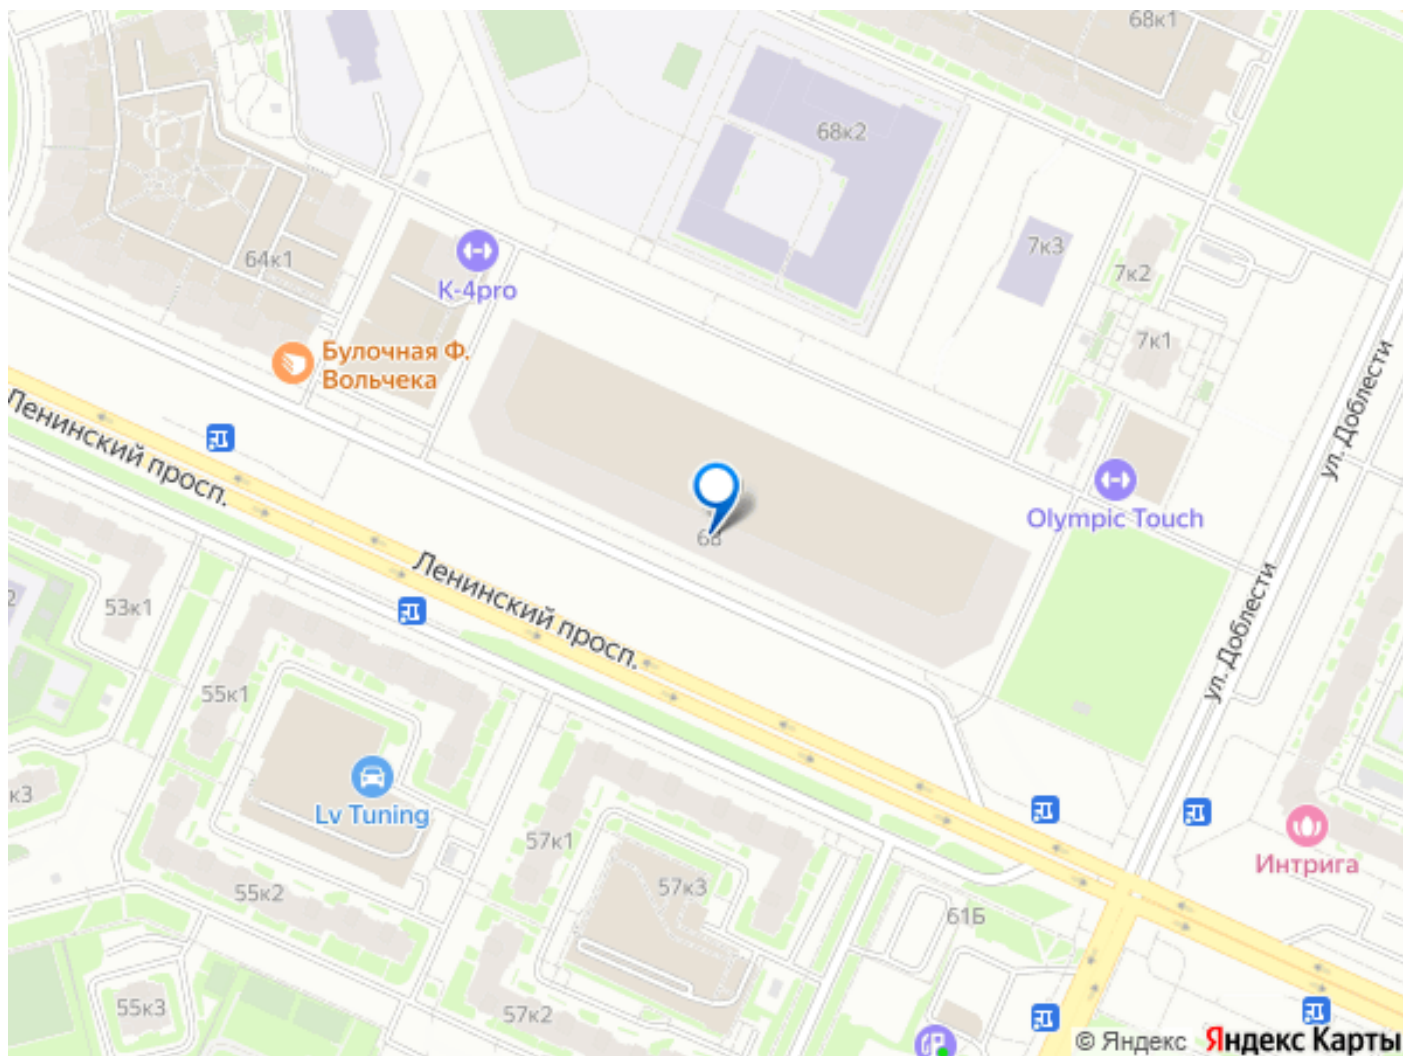 68к1
68к2
7к3
7к2
7к1
64к1
K-4pro
Булочная Ф.
Вольчека
Ленинский просп.
ул. Доблести
Olympic Touch
Ленинский просп.
ул. Доблести
53к1
55к1
Lv Tuning
к3
57к1
57к3
55к2
61Б
Интрига
55к3
57к2
© Яндекс Яндекс Карты